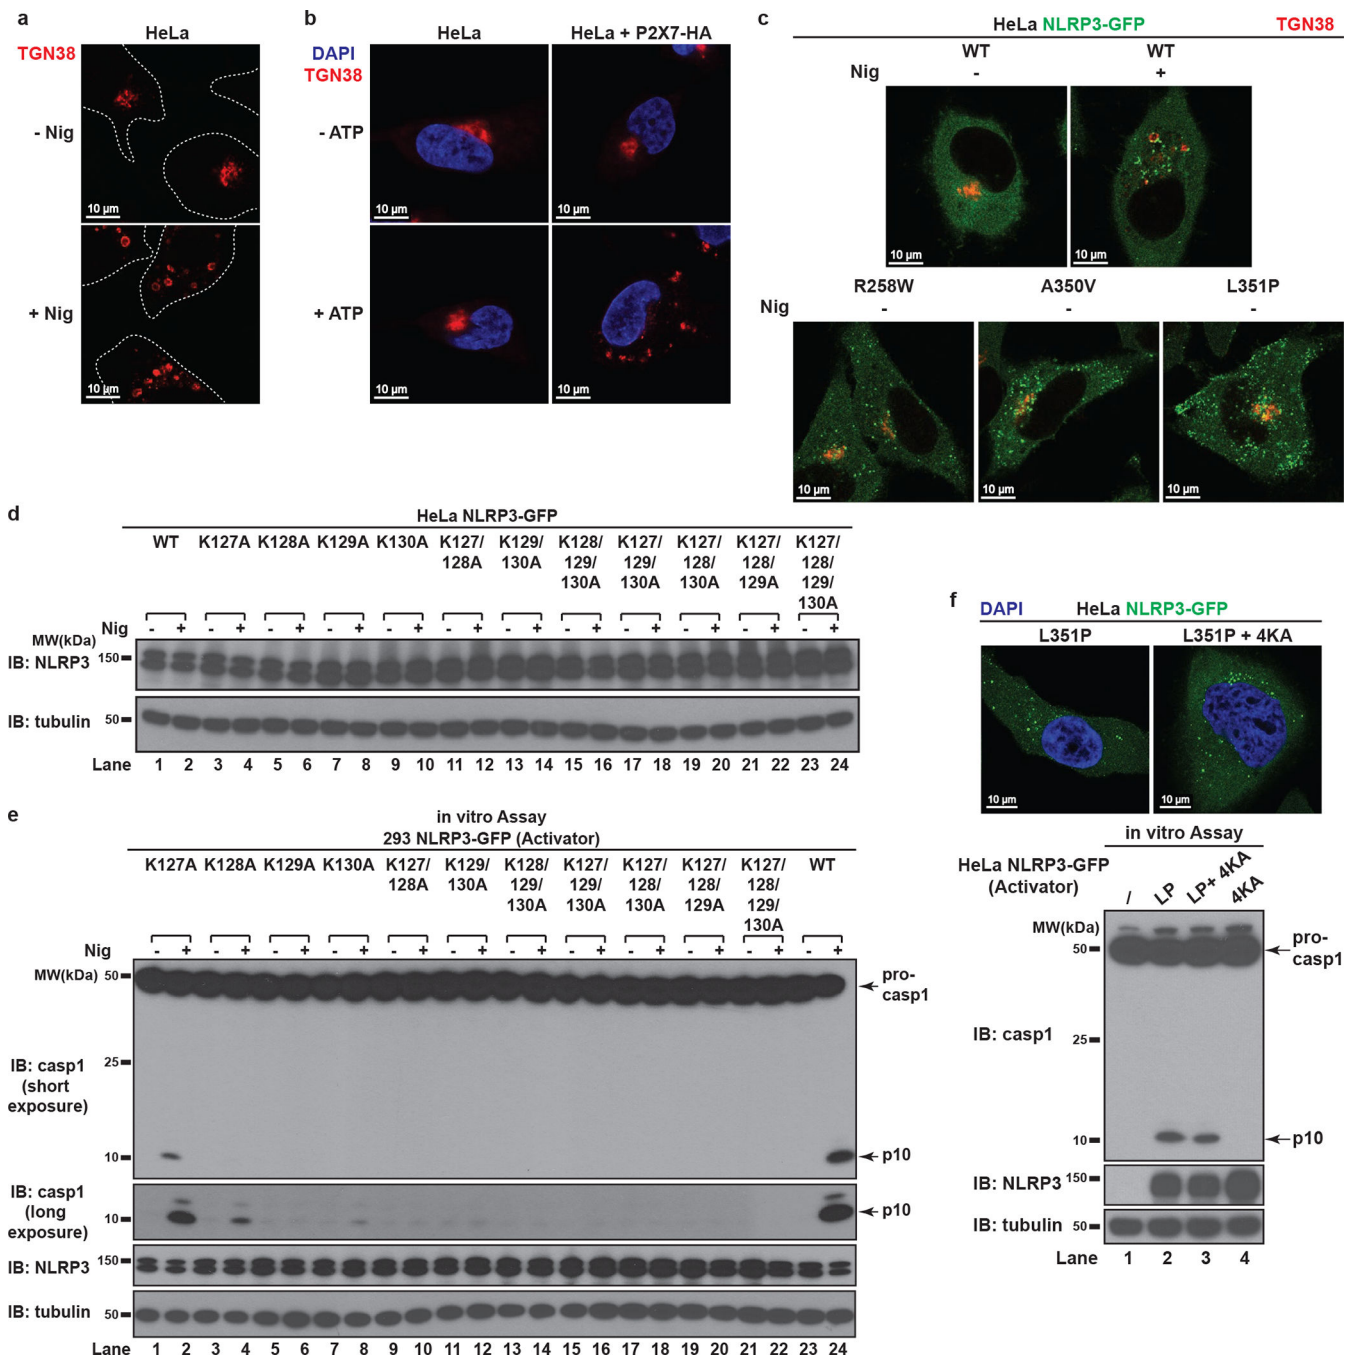 a
HeLa
TGN38
- Nig
10 µm
10 µm
+ Nig
10 µm
10 µm
b
HeLa
HeLa + P2X7-HA
DAPI
TGN38
- ATP
10 µm
10 µm
+ ATP
10 µm
10 µm
c
HeLa NLRP3-GFP
TGN38
WT
WT
Nig
-
+
10 µm
10 µm
R258W
A350V
L351P
Nig
-
-
-
10 µm
10 µm
10 µm
d
HeLa NLRP3-GFP
WT K127A K128A K129A K130A K127/ K129/ K128/ K127/ K127/ K127/ K127/
128A 130A 129/ 129/ 128/ 128/ 128/
130A 130A 130A 129A 129/
130A
Nig - + - + - + - + - + - + - + - + - + - + - + - +
MW(kDa)
IB: NLRP3 150
IB: tubulin 50
Lane 1 2 3 4 5 6 7 8 9 10 11 12 13 14 15 16 17 18 19 20 21 22 23 24
e
in vitro Assay
293 NLRP3-GFP (Activator)
K127A K128A K129A K130A K127/ K129/ K128/ K127/ K127/ K127/ K127/ WT
128A 130A 129/ 129/ 128/ 128/ 128/
130A 130A 130A 129A 129/
130A
Nig - + - + - + - + - + - + - + - + - + - + - + - +
MW(kDa) 50
pro-
casp1
25
IB: casp1
(short
exposure)
10
p10
IB: casp1
(long
exposure)
10
p10
IB: NLRP3 150
IB: tubulin 50
Lane 1 2 3 4 5 6 7 8 9 10 11 12 13 14 15 16 17 18 19 20 21 22 23 24
f
DAPI
HeLa NLRP3-GFP
L351P
L351P + 4KA
10 µm
10 µm
in vitro Assay
HeLa NLRP3-GFP
(Activator)
/ LP LP+ 4KA 4KA
MW(kDa)
50
pro-
casp1
IB: casp1 25
10
p10
IB: NLRP3 150
IB: tubulin 50
Lane 1 2 3 4